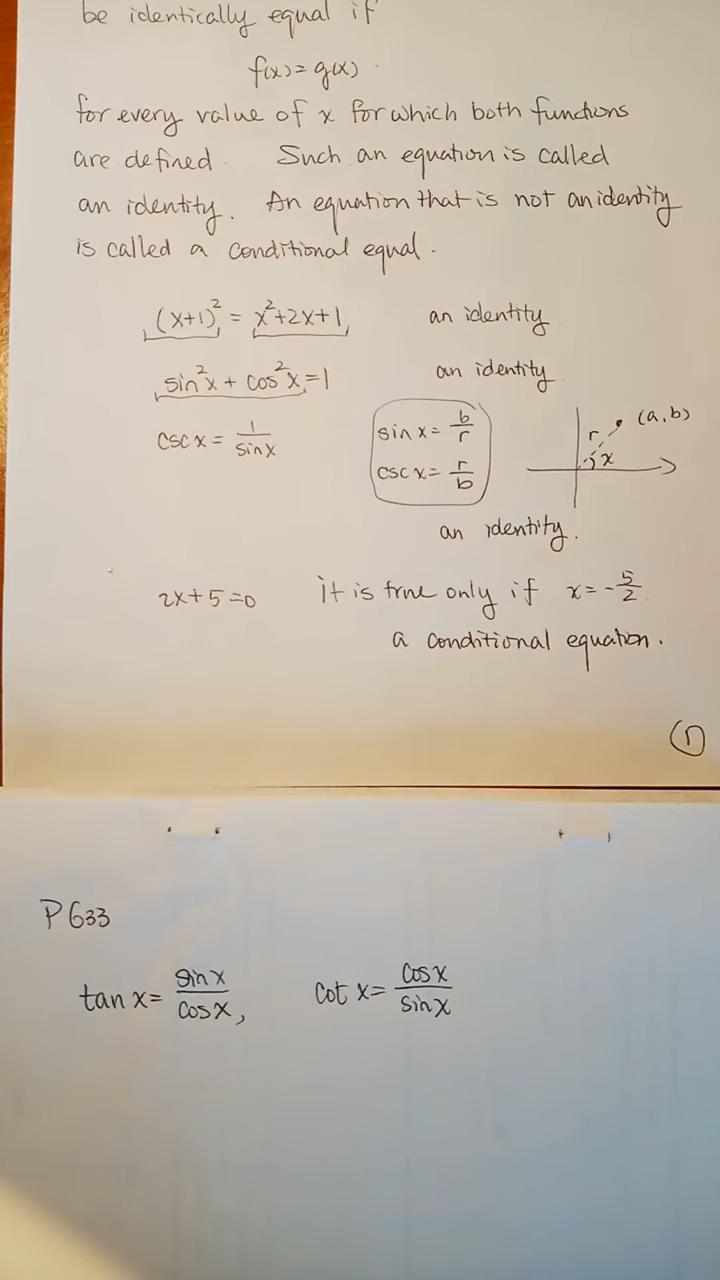 be identically equal if
f(x) = g(x).
for every value of x for which both functions
are defined. Such an equation is called
an identity. An equation that is not an identity
is called a conditional equal.
(x+1)² = x²+2x+1 an identity
sin²x + cos²x = 1 an identity
csc x = 1/sin x
sin x = b/r
csc x = r/b
(a, b)
r
x
an identity.
2x+5=0 it is true only if x = -5/2
a conditional equation.
1
P633
tan x = sin x/cos x, cot x = cos x/sin x